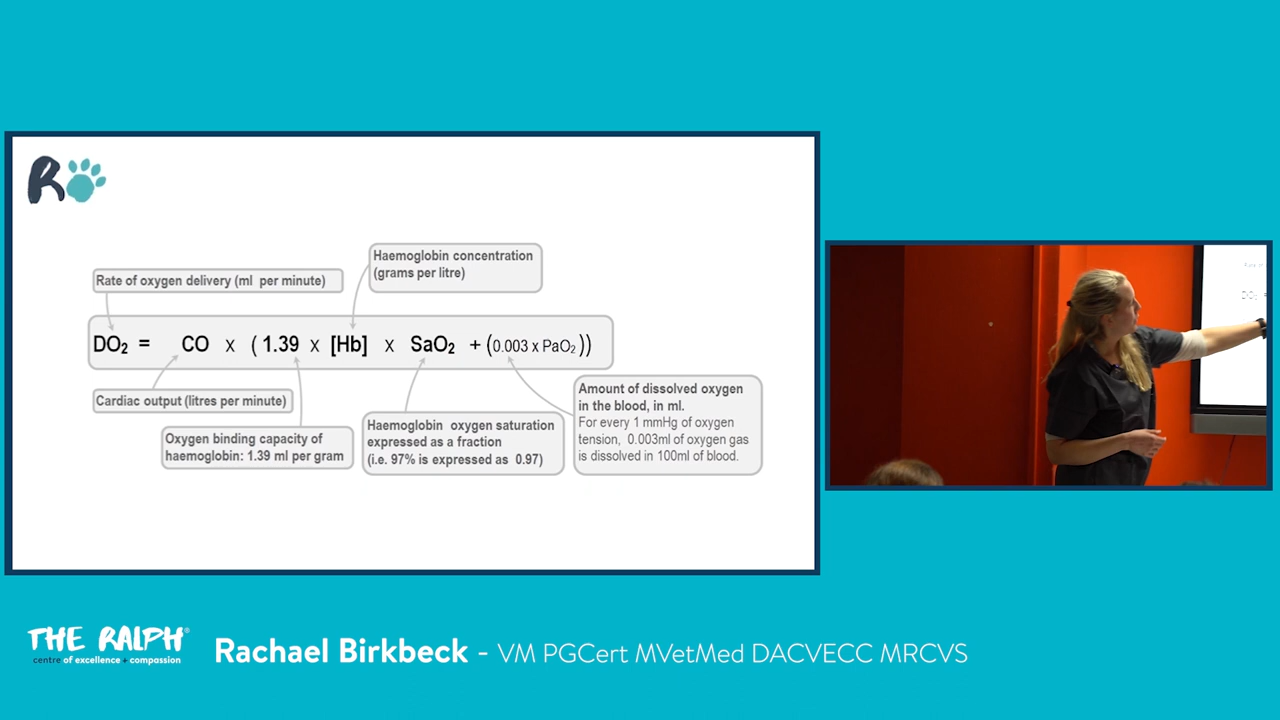 R
Haemoglobin concentration
(grams per litre)
Rate of oxygen delivery (ml per minute)
DO₂ = CO x ( 1.39 x [Hb] x SaO₂ + (0.003 x PaO₂ ))
Cardiac output (litres per minute)
Oxygen binding capacity of
haemoglobin: 1.39 ml per gram
Haemoglobin oxygen saturation
expressed as a fraction
(i.e. 97% is expressed as 0.97)
Amount of dissolved oxygen
in the blood, in ml.
For every 1 mmHg of oxygen
tension, 0.003ml of oxygen gas
is dissolved in 100ml of blood.
THE RALPH®
centre of excellence + compassion
Rachael Birkbeck - VM PGCert MVetMed DACVECC MRCVS